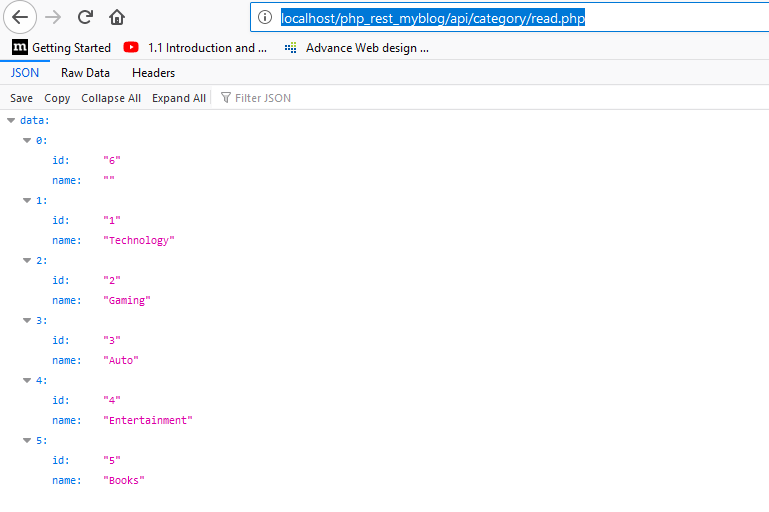 localhost/php_rest_myblog/api/category/read.php
m Getting Started 1.1 Introduction and ... Advance Web design ...
JSON Raw Data Headers
Save Copy Collapse All Expand All Filter JSON
data:
0:
id: "6"
name: ""
1:
id: "1"
name: "Technology"
2:
id: "2"
name: "Gaming"
3:
id: "3"
name: "Auto"
4:
id: "4"
name: "Entertainment"
5:
id: "5"
name: "Books"